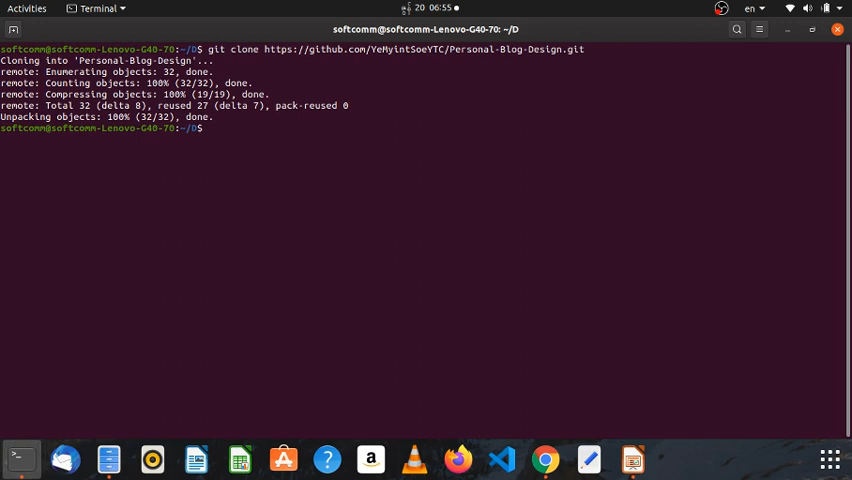 Activities
Terminal
20 06:55
en
softcomm@softcomm-Lenovo-G40-70: ~/D
softcomm@softcomm-Lenovo-G40-70:~/D$ git clone https://github.com/YeMyintSoeYTC/Personal-Blog-Design.git
Cloning into 'Personal-Blog-Design'...
remote: Enumerating objects: 32, done.
remote: Counting objects: 100% (32/32), done.
remote: Compressing objects: 100% (19/19), done.
remote: Total 32 (delta 8), reused 27 (delta 7), pack-reused 0
Unpacking objects: 100% (32/32), done.
softcomm@softcomm-Lenovo-G40-70:~/D$